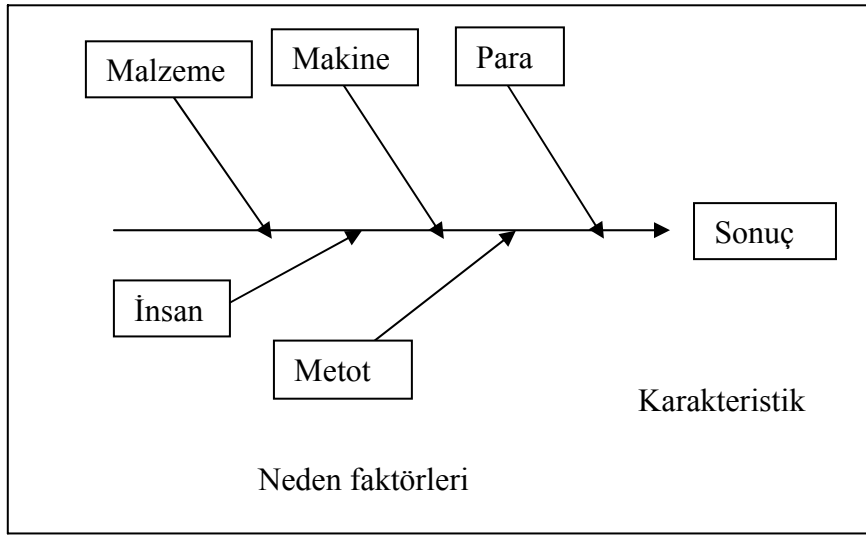 Malzeme
Makine
Para
Sonuç
İnsan
Metot
Karakteristik
Neden faktörleri